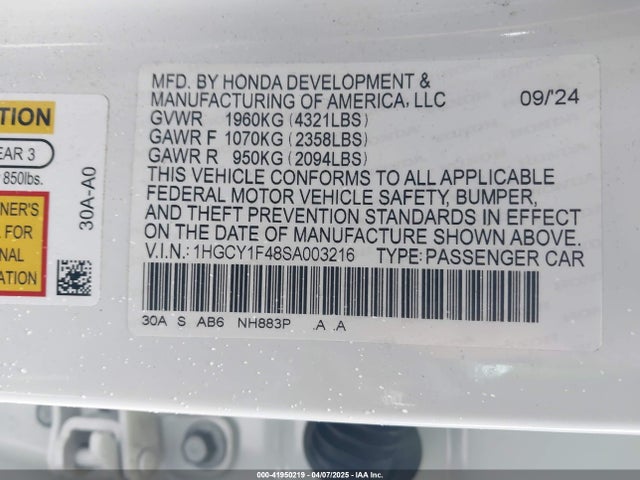 TION
EAR 3
850lbs.
NER'S
L FOR
ONAL
30A-A0
MFD. BY HONDA DEVELOPMENT &
MANUFACTURING OF AMERICA, LLC 09/'24
GVWR 1960KG (4321LBS)
GAWR F 1070KG (2358LBS)
GAWR R 950KG (2094LBS)
THIS VEHICLE CONFORMS TO ALL APPLICABLE
FEDERAL MOTOR VEHICLE SAFETY, BUMPER,
AND THEFT PREVENTION STANDARDS IN EFFECT
ON THE DATE OF MANUFACTURE SHOWN ABOVE.
V.I.N.: 1HGCY1F48SA003216 TYPE: PASSENGER CAR
30A S AB6 NH883P .A .A
000-41950219 - 04/07/2025 - IAA Inc.